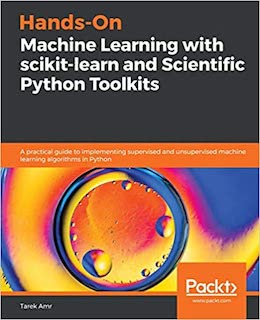 Hands-On
Machine Learning with
scikit-learn and Scientific
Python Toolkits
A practical guide to implementing supervised and unsupervised machine
learning algorithms in Python
Tarek Amr
Packt>
www.packt.com